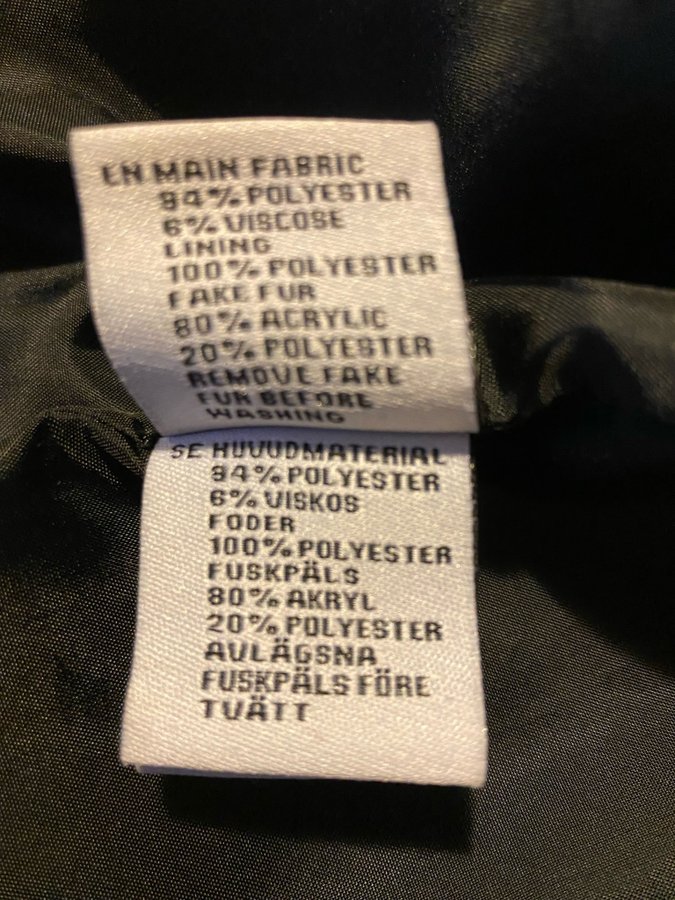 EN MAIN FABRIC
94% POLYESTER
6% VISCOSE
LINING
100% POLYESTER
FAKE FUR
80% ACRYLIC
20% POLYESTER
REMOVE FAKE
FUR BEFORE
WASHING
SE HUVUDMATERIAL
94% POLYESTER
6% VISKOS
FODER
100% POLYESTER
FUSKPÄLS
80% AKRYL
20% POLYESTER
AVLÄGSNA
FUSKPÄLS FÖRE
TVÄTT